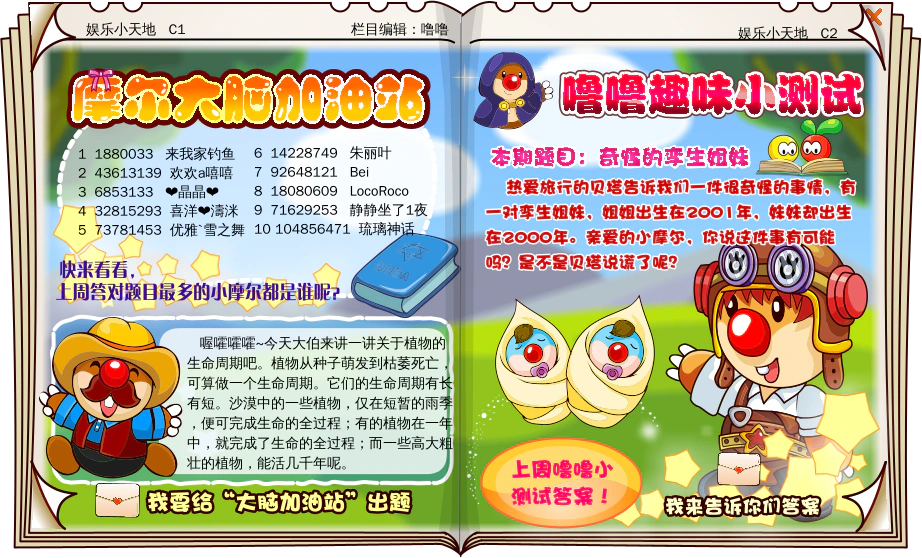 娱乐小天地 C1
栏目编辑：噜噜
摩尔大脑加油站
1 1880033 来我家钓鱼
2 43613139 欢欢a嘻嘻
3 6853133 ❤晶晶❤
4 32815293 喜洋❤濤洣
5 73781453 优雅`雪之舞
6 14228749 朱丽叶
7 92648121 Bei
8 18080609 LocoRoco
9 71629253 静静坐了1夜
10 104856471 琉璃神话
快来看看，
上周答对题目最多的小摩尔都是谁呢？
喔嚯嚯嚯~今天大伯来讲一讲关于植物的
生命周期吧。植物从种子萌发到枯萎死亡，
可算做一个生命周期。它们的生命周期有长
有短。沙漠中的一些植物，仅在短暂的雨季
，便可完成生命的全过程；有的植物在一年
中，就完成了生命的全过程；而一些高大粗
壮的植物，能活几千年呢。
我要给“大脑加油站”出题
娱乐小天地 C2
噜噜趣味小测试
本期题目：奇怪的孪生姐妹
热爱旅行的贝塔告诉我们一件很奇怪的事情，有
一对孪生姐妹，姐姐出生在2001年，妹妹却出生
在2000年。亲爱的小摩尔，你说这件事有可能
吗？是不是贝塔说谎了呢？
上周噜噜小
测试答案！
我来告诉你们答案